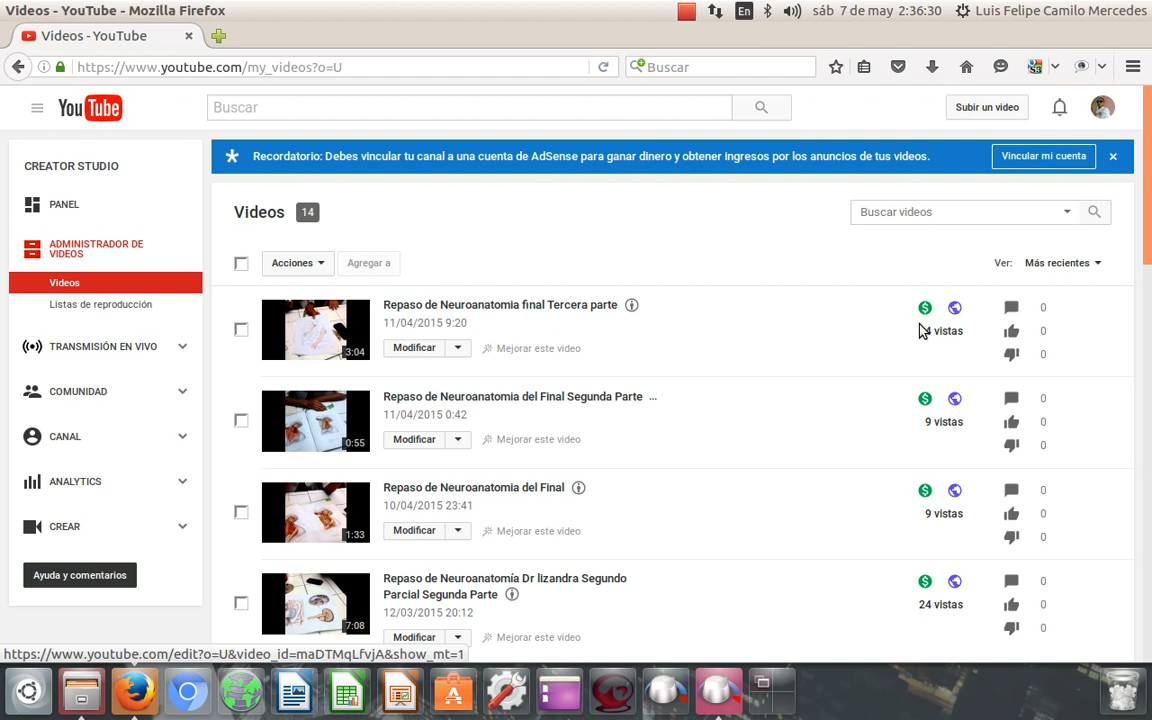 Videos - YouTube - Mozilla Firefox
En
sáb 7 de may 2:36:30
Luis Felipe Camilo Mercedes
Videos - YouTube
https://www.youtube.com/my_videos?o=U
Buscar
YouTube
Buscar
Subir un video
CREATOR STUDIO
PANEL
ADMINISTRADOR DE
VIDEOS
Videos
Listas de reproducción
TRANSMISIÓN EN VIVO
COMUNIDAD
CANAL
ANALYTICS
CREAR
Ayuda y comentarios
Recordatorio: Debes vincular tu canal a una cuenta de AdSense para ganar dinero y obtener ingresos por los anuncios de tus videos.
Vincular mi cuenta
Videos 14
Buscar videos
Acciones
Agregar a
Ver: Más recientes
Repaso de Neuroanatomia final Tercera parte
11/04/2015 9:20
Modificar
Mejorar este video
3:04
vistas
0
0
0
Repaso de Neuroanatomia del Final Segunda Parte ...
11/04/2015 0:42
Modificar
Mejorar este video
0:55
9 vistas
0
0
0
Repaso de Neuroanatomia del Final
10/04/2015 23:41
Modificar
Mejorar este video
1:33
9 vistas
0
0
0
Repaso de Neuroanatomía Dr lizandra Segundo
Parcial Segunda Parte
12/03/2015 20:12
Modificar
Mejorar este video
7:08
24 vistas
0
0
0
https://www.youtube.com/edit?o=U&video_id=maDTMqLfvjA&show_mt=1